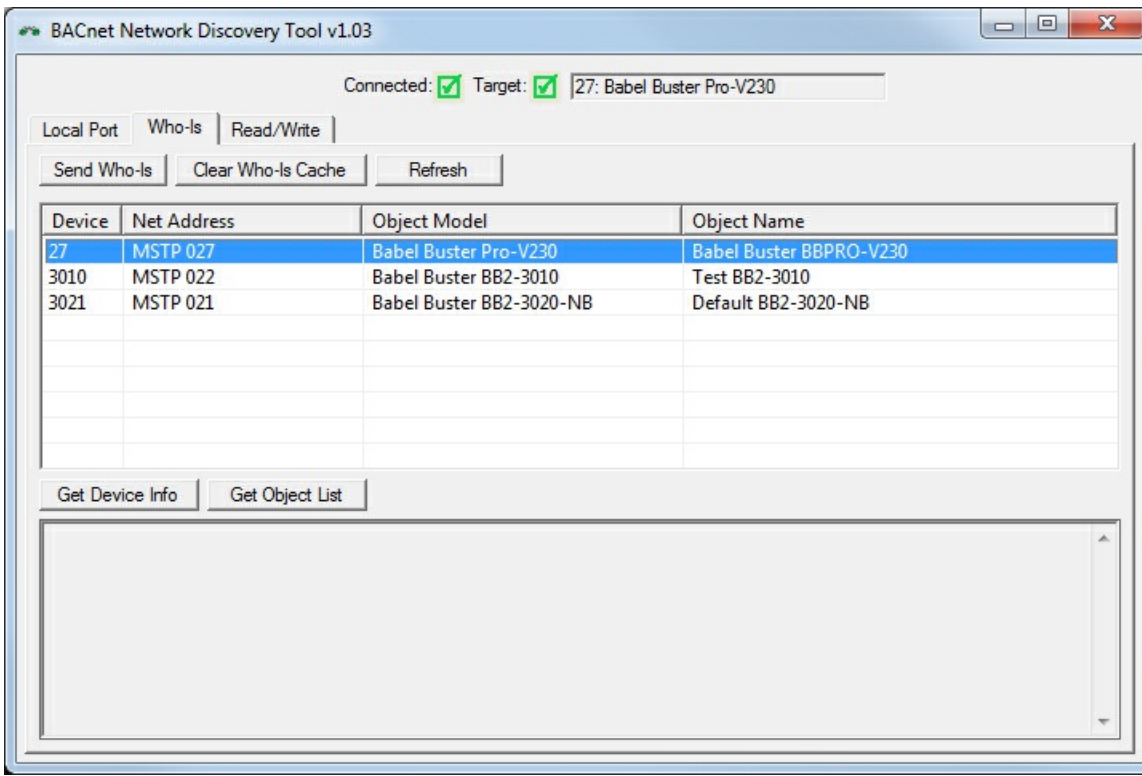 BACnet Network Discovery Tool v1.03
Connected: Target: 27: Babel Buster Pro-V230
Local Port Who-Is Read/Write
Send Who-Is Clear Who-Is Cache Refresh
Device Net Address Object Model Object Name
27 MSTP 027 Babel Buster Pro-V230 Babel Buster BBPRO-V230
3010 MSTP 022 Babel Buster BB2-3010 Test BB2-3010
3021 MSTP 021 Babel Buster BB2-3020-NB Default BB2-3020-NB
Get Device Info Get Object List